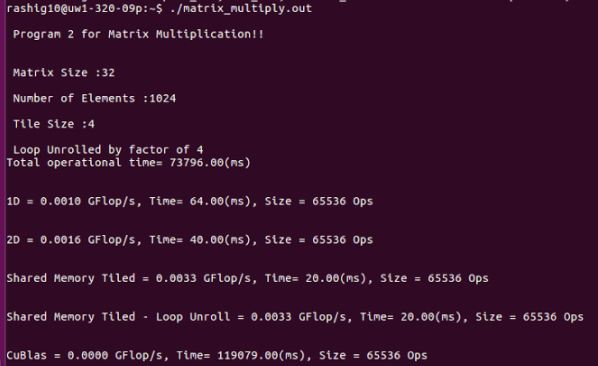 rashig10@uw1-320-09p:~$ ./matrix_multiply.out
Program 2 for Matrix Multiplication!!
Matrix Size :32
Number of Elements :1024
Tile Size :4
Loop Unrolled by factor of 4
Total operational time= 73796.00(ms)
1D = 0.0010 GFlop/s, Time= 64.00(ms), Size = 65536 Ops
2D = 0.0016 GFlop/s, Time= 40.00(ms), Size = 65536 Ops
Shared Memory Tiled = 0.0033 GFlop/s, Time= 20.00(ms), Size = 65536 Ops
Shared Memory Tiled - Loop Unroll = 0.0033 GFlop/s, Time= 20.00(ms), Size = 65536 Ops
CuBlas = 0.0000 GFlop/s, Time= 119079.00(ms), Size = 65536 Ops